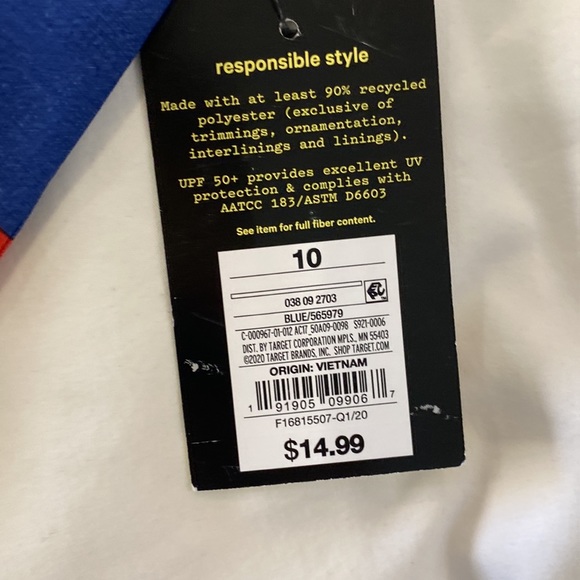 responsible style
Made with at least 90% recycled
polyester (exclusive of
trimmings, ornamentation,
interlinings and linings).
UPF 50+ provides excellent UV
protection & complies with
AATCC 183/ASTM D6603
See item for full fiber content.
10
038 09 2703
BLUE/565979
C-000967-01-012 AC17_50A09-0098 S921-0006
DIST. BY TARGET CORPORATION MPLS., MN 55403
©2020 TARGET BRANDS, INC. SHOP TARGET.COM
ORIGIN: VIETNAM
1 91905 09906 7
F16815507-Q1/20
$14.99